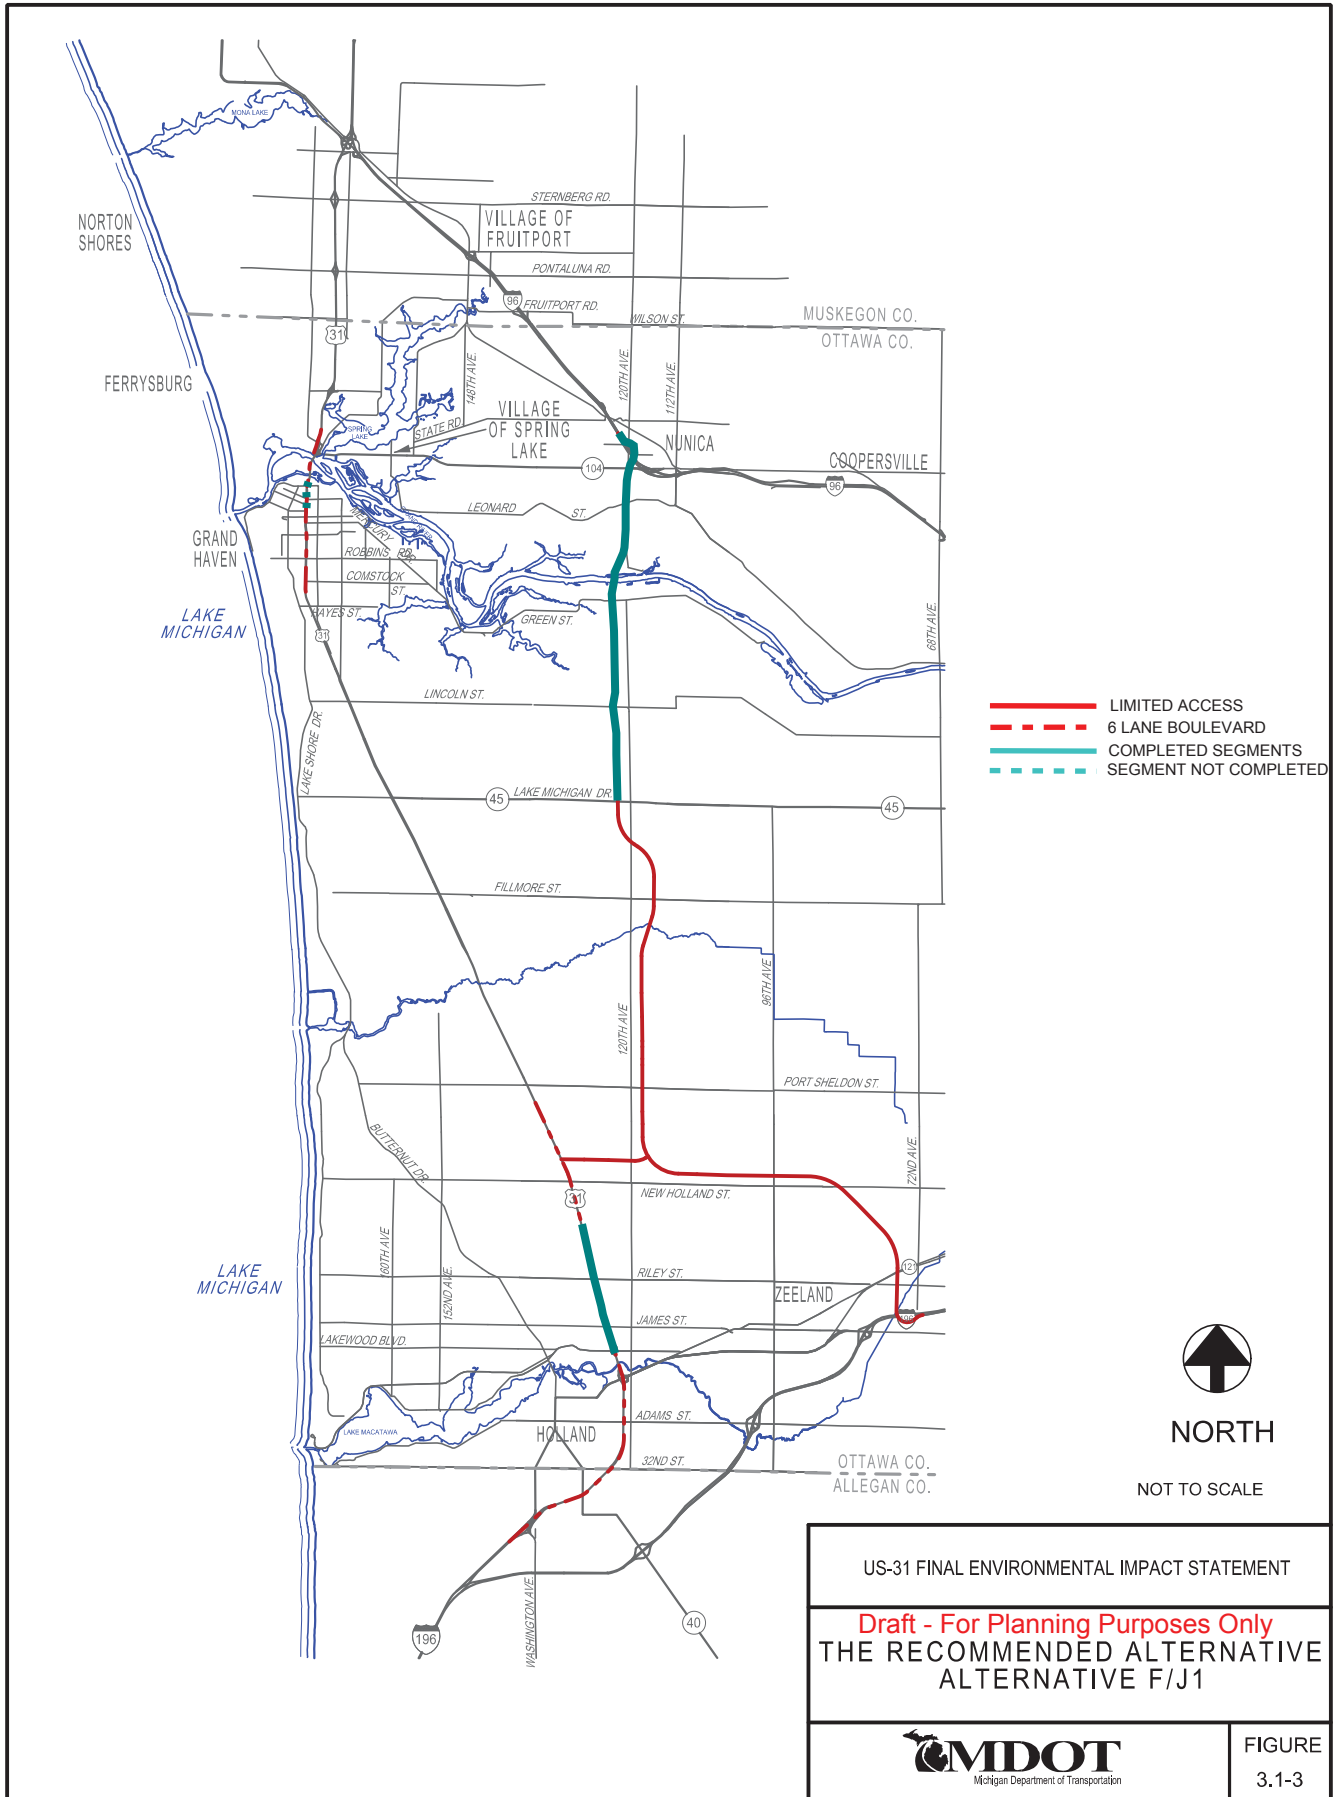 MONA LAKE
NORTON
SHORES
STERNBERG RD.
VILLAGE OF
FRUITPORT
PONTALUNA RD.
96
FRUITPORT RD.
WILSON ST.
MUSKEGON CO.
OTTAWA CO.
31
FERRYSBURG
148TH AVE.
120TH AVE.
112TH AVE.
SPRING
LAKE
STATE RD.
VILLAGE
OF SPRING
LAKE
NUNICA
COOPERSVILLE
104
96
LEONARD ST.
GRAND
HAVEN
MERCURY DR.
ROBBINS RD.
COMSTOCK
ST.
HAYES ST.
31
GREEN ST.
68TH AVE.
LAKE
MICHIGAN
LINCOLN ST.
LAKE SHORE DR.
45
LAKE MICHIGAN DR.
45
LIMITED ACCESS
6 LANE BOULEVARD
COMPLETED SEGMENTS
SEGMENT NOT COMPLETED
FILLMORE ST.
96TH AVE
120TH AVE
PORT SHELDON ST.
BUTTERNUT DR.
72ND AVE.
31
NEW HOLLAND ST.
160TH AVE
152ND AVE.
LAKE
MICHIGAN
RILEY ST.
121
ZEELAND
196
JAMES ST.
LAKEWOOD BLVD.
LAKE MACATAWA
HOLLAND
ADAMS ST.
32ND ST.
OTTAWA CO.
ALLEGAN CO.
WASHINGTON AVE.
196
40
NORTH
NOT TO SCALE
US-31 FINAL ENVIRONMENTAL IMPACT STATEMENT
Draft - For Planning Purposes Only
THE RECOMMENDED ALTERNATIVE
ALTERNATIVE F/J1
MDOT
Michigan Department of Transportation
FIGURE
3.1-3